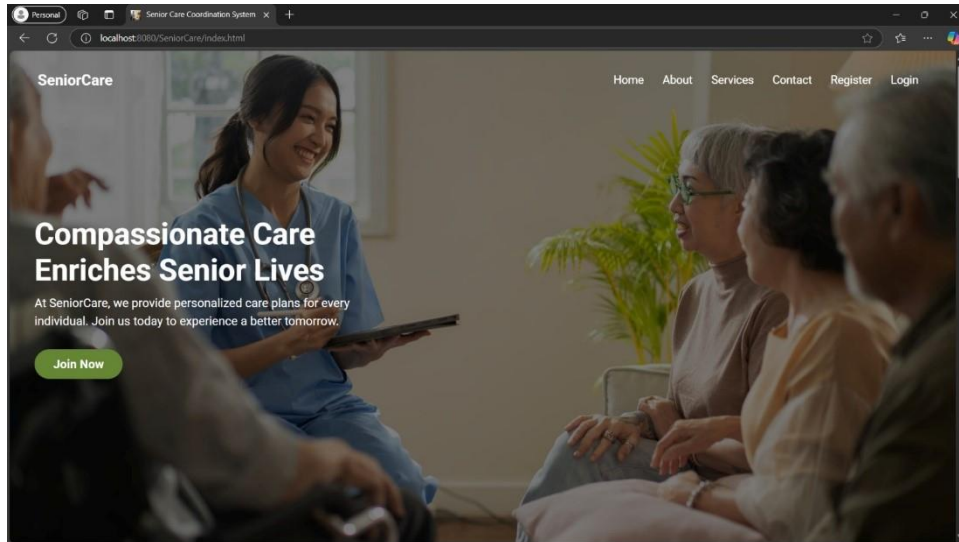 Personal
Senior Care Coordination System
localhost:8080/SeniorCare/index.html
SeniorCare
Home About Services Contact Register Login
Compassionate Care
Enriches Senior Lives
At SeniorCare, we provide personalized care plans for every
individual. Join us today to experience a better tomorrow.
Join Now